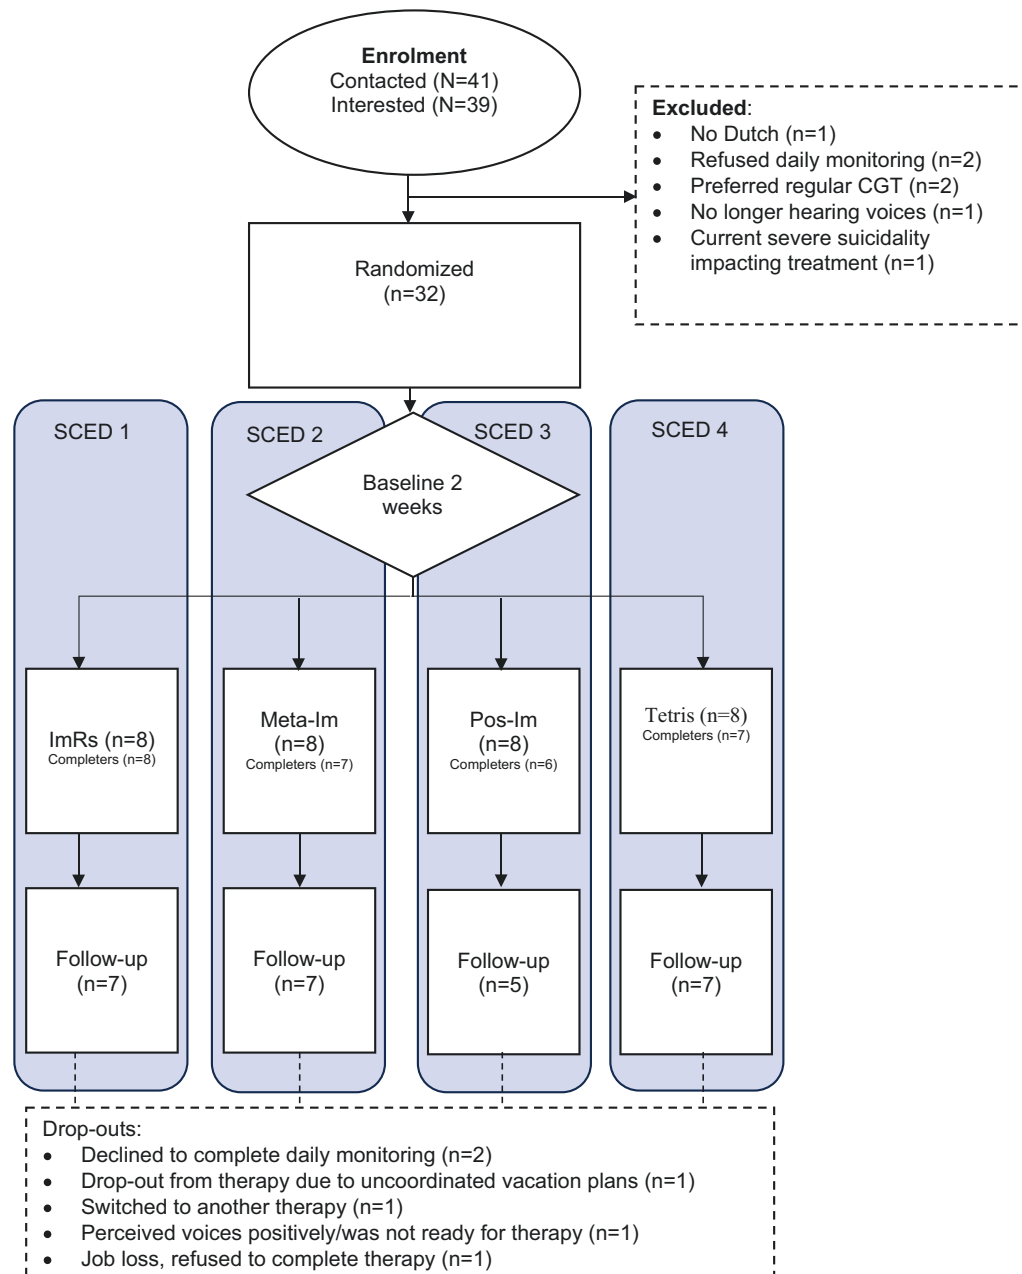 Enrolment
Contacted (N=41)
Interested (N=39)
Excluded:
• No Dutch (n=1)
• Refused daily monitoring (n=2)
• Preferred regular CGT (n=2)
• No longer hearing voices (n=1)
• Current severe suicidality
impacting treatment (n=1)
Randomized
(n=32)
SCED 1
SCED 2
SCED 3
SCED 4
Baseline 2
weeks
ImRs (n=8)
Completers (n=8)
Meta-Im
(n=8)
Completers (n=7)
Pos-Im
(n=8)
Completers (n=6)
Tetris (n=8)
Completers (n=7)
Follow-up
(n=7)
Follow-up
(n=7)
Follow-up
(n=5)
Follow-up
(n=7)
Drop-outs:
• Declined to complete daily monitoring (n=2)
• Drop-out from therapy due to uncoordinated vacation plans (n=1)
• Switched to another therapy (n=1)
• Perceived voices positively/was not ready for therapy (n=1)
• Job loss, refused to complete therapy (n=1)